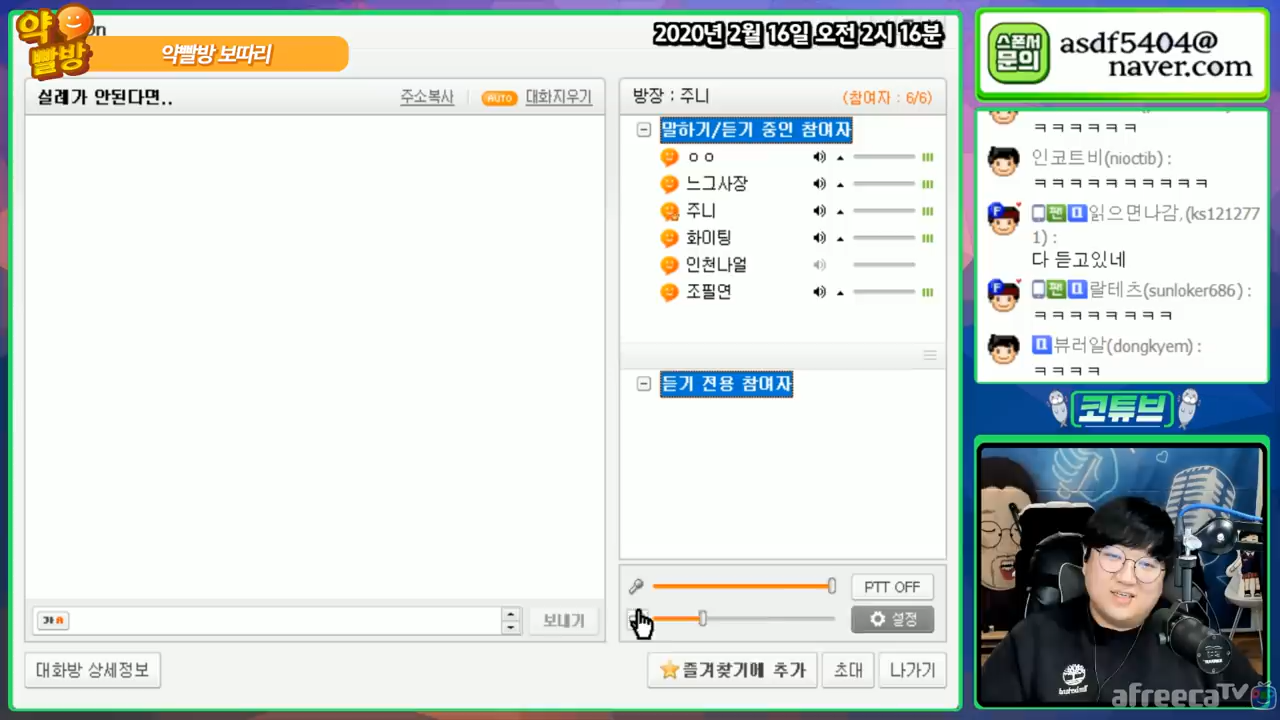 약빨방
on
약빨방 보따리
2020년 2월 16일 오전 2시 16분
실례가 안된다면..
주소복사
AUTO
대화지우기
방장 : 주니
(참여자 : 6/6)
말하기/듣기 중인 참여자
ㅇㅇ
느그사장
주니
화이팅
인천나얼
조필연
듣기 전용 참여자
PTT OFF
설정
가
보내기
대화방 상세정보
즐겨찾기에 추가
초대
나가기
스폰서
문의
asdf5404@
naver.com
ㅋㅋㅋㅋㅋㅋ
인코트비(nioctib) :
ㅋㅋㅋㅋㅋㅋㅋㅋㅋㅋ
F 팬 읽으면나감,(ks121277
1) :
다 듣고있네
F 팬 랄테츠(sunloker686) :
ㅋㅋㅋㅋㅋㅋㅋㅋ
뷰러알(dongkyem) :
ㅋㅋㅋㅋ
코튜브
afreecaTV